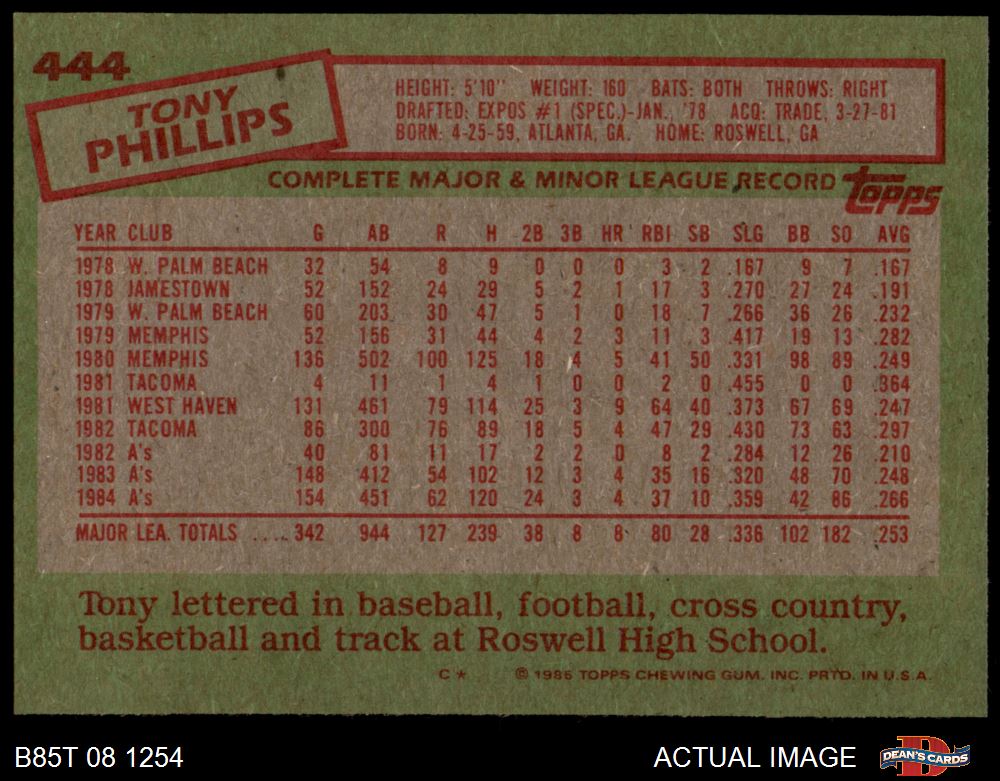 444
TONY
PHILLIPS
HEIGHT: 5'10" WEIGHT: 160 BATS: BOTH THROWS: RIGHT
DRAFTED: EXPOS #1 (SPEC.)-JAN., '78 ACQ: TRADE, 3-27-81
BORN: 4-25-59, ATLANTA, GA. HOME: ROSWELL, GA
COMPLETE MAJOR & MINOR LEAGUE RECORD topps
YEAR CLUB G AB R H 2B 3B HR RBI SB SLG BB SO AVG
1978 W. PALM BEACH 32 54 8 9 0 0 0 3 2 .167 9 7 .167
1978 JAMESTOWN 52 152 24 29 5 2 1 17 3 .270 27 24 .191
1979 W. PALM BEACH 60 203 30 47 5 1 0 18 7 .266 36 26 .232
1979 MEMPHIS 52 156 31 44 4 2 3 11 3 .417 19 13 .282
1980 MEMPHIS 136 502 100 125 18 4 5 41 50 .331 98 89 .249
1981 TACOMA 4 11 1 4 1 0 0 2 0 .455 0 0 .364
1981 WEST HAVEN 131 461 79 114 25 3 9 64 40 .373 67 69 .247
1982 TACOMA 86 300 76 89 18 5 4 47 29 .430 73 63 .297
1982 A's 40 81 11 17 2 2 0 8 2 .284 12 26 .210
1983 A's 148 412 54 102 12 3 4 35 16 .320 48 70 .248
1984 A's 154 451 62 120 24 3 4 37 10 .359 42 86 .266
MAJOR LEA. TOTALS .... 342 944 127 239 38 8 8 80 28 .336 102 182 .253
Tony lettered in baseball, football, cross country,
basketball and track at Roswell High School.
C* © 1985 TOPPS CHEWING GUM, INC. PRTD. IN U.S.A.
B85T 08 1254 ACTUAL IMAGE DEAN'S CARDS